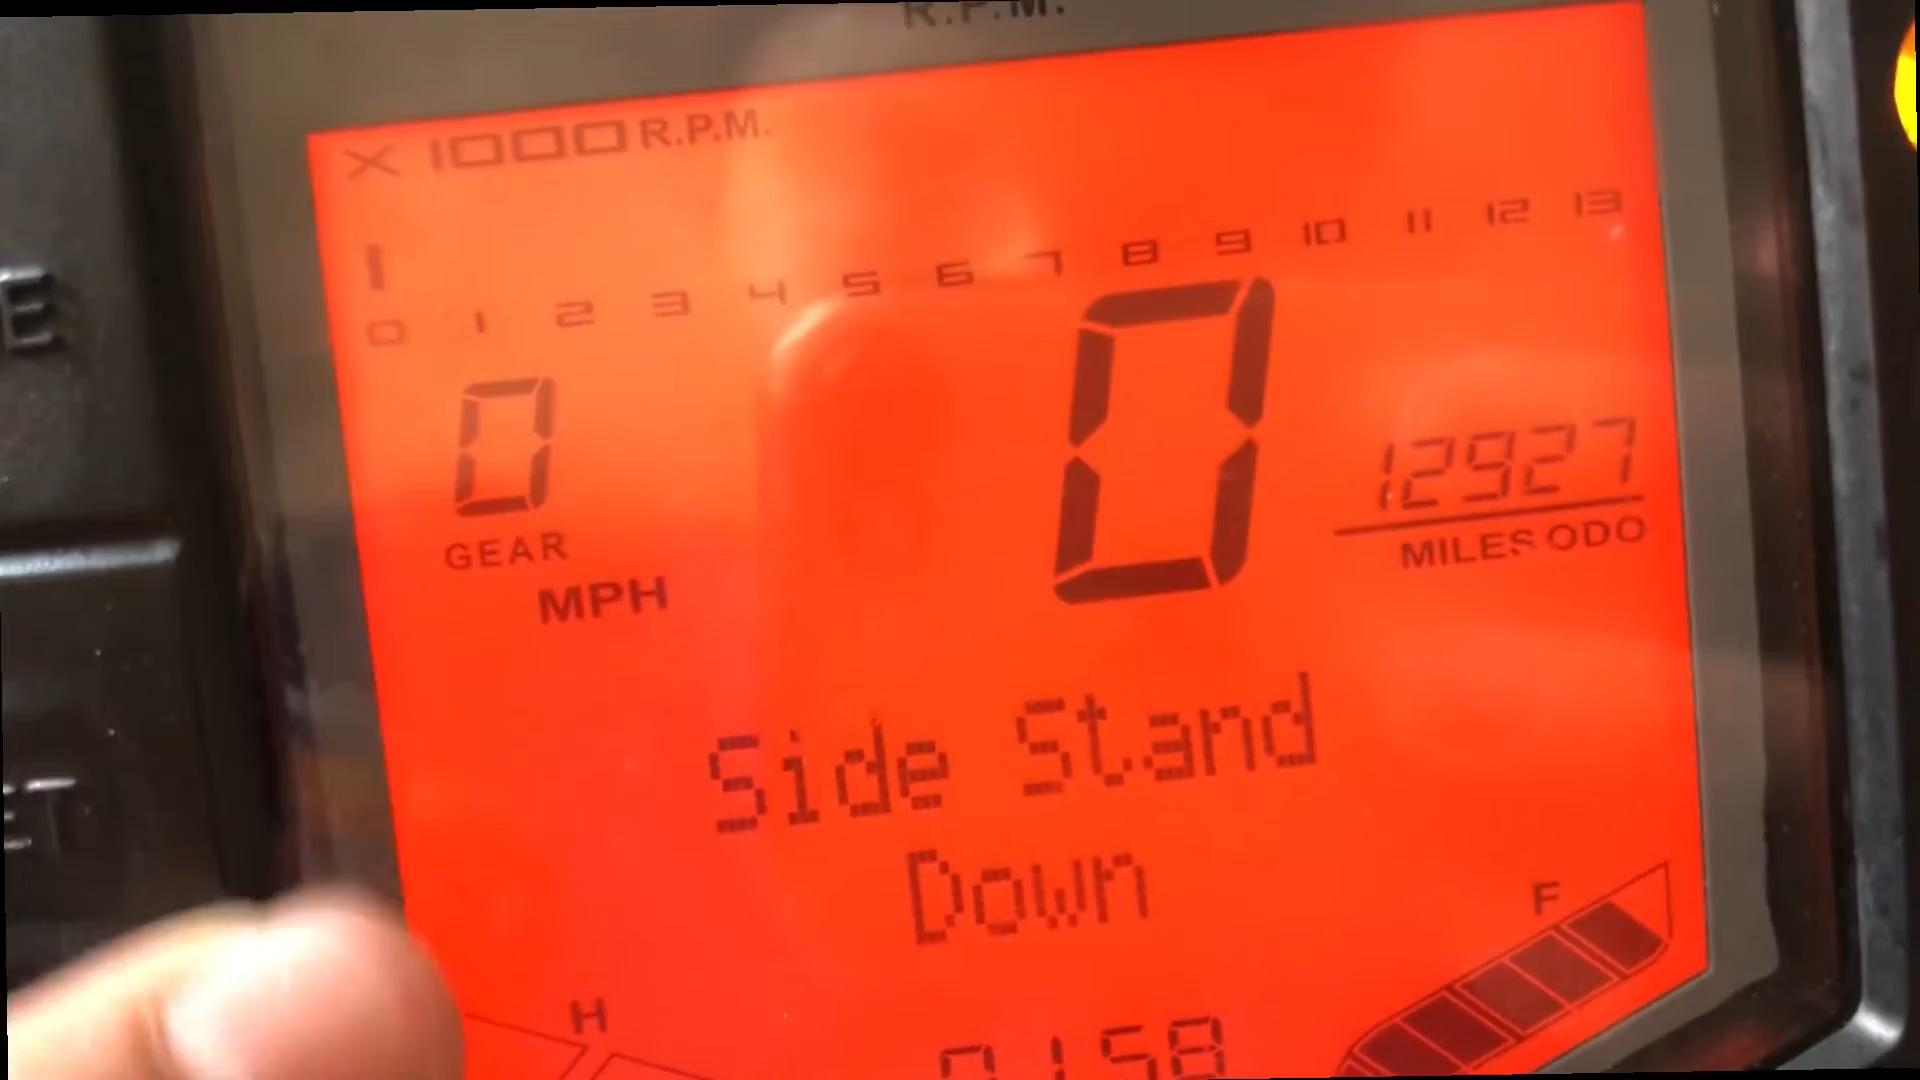 R.P.M.
X 1000 R.P.M.
0 1 2 3 4 5 6 7 8 9 10 11 12 13
0
GEAR
MPH
0
12927
MILES ODO
Side Stand
Down
F
H
E